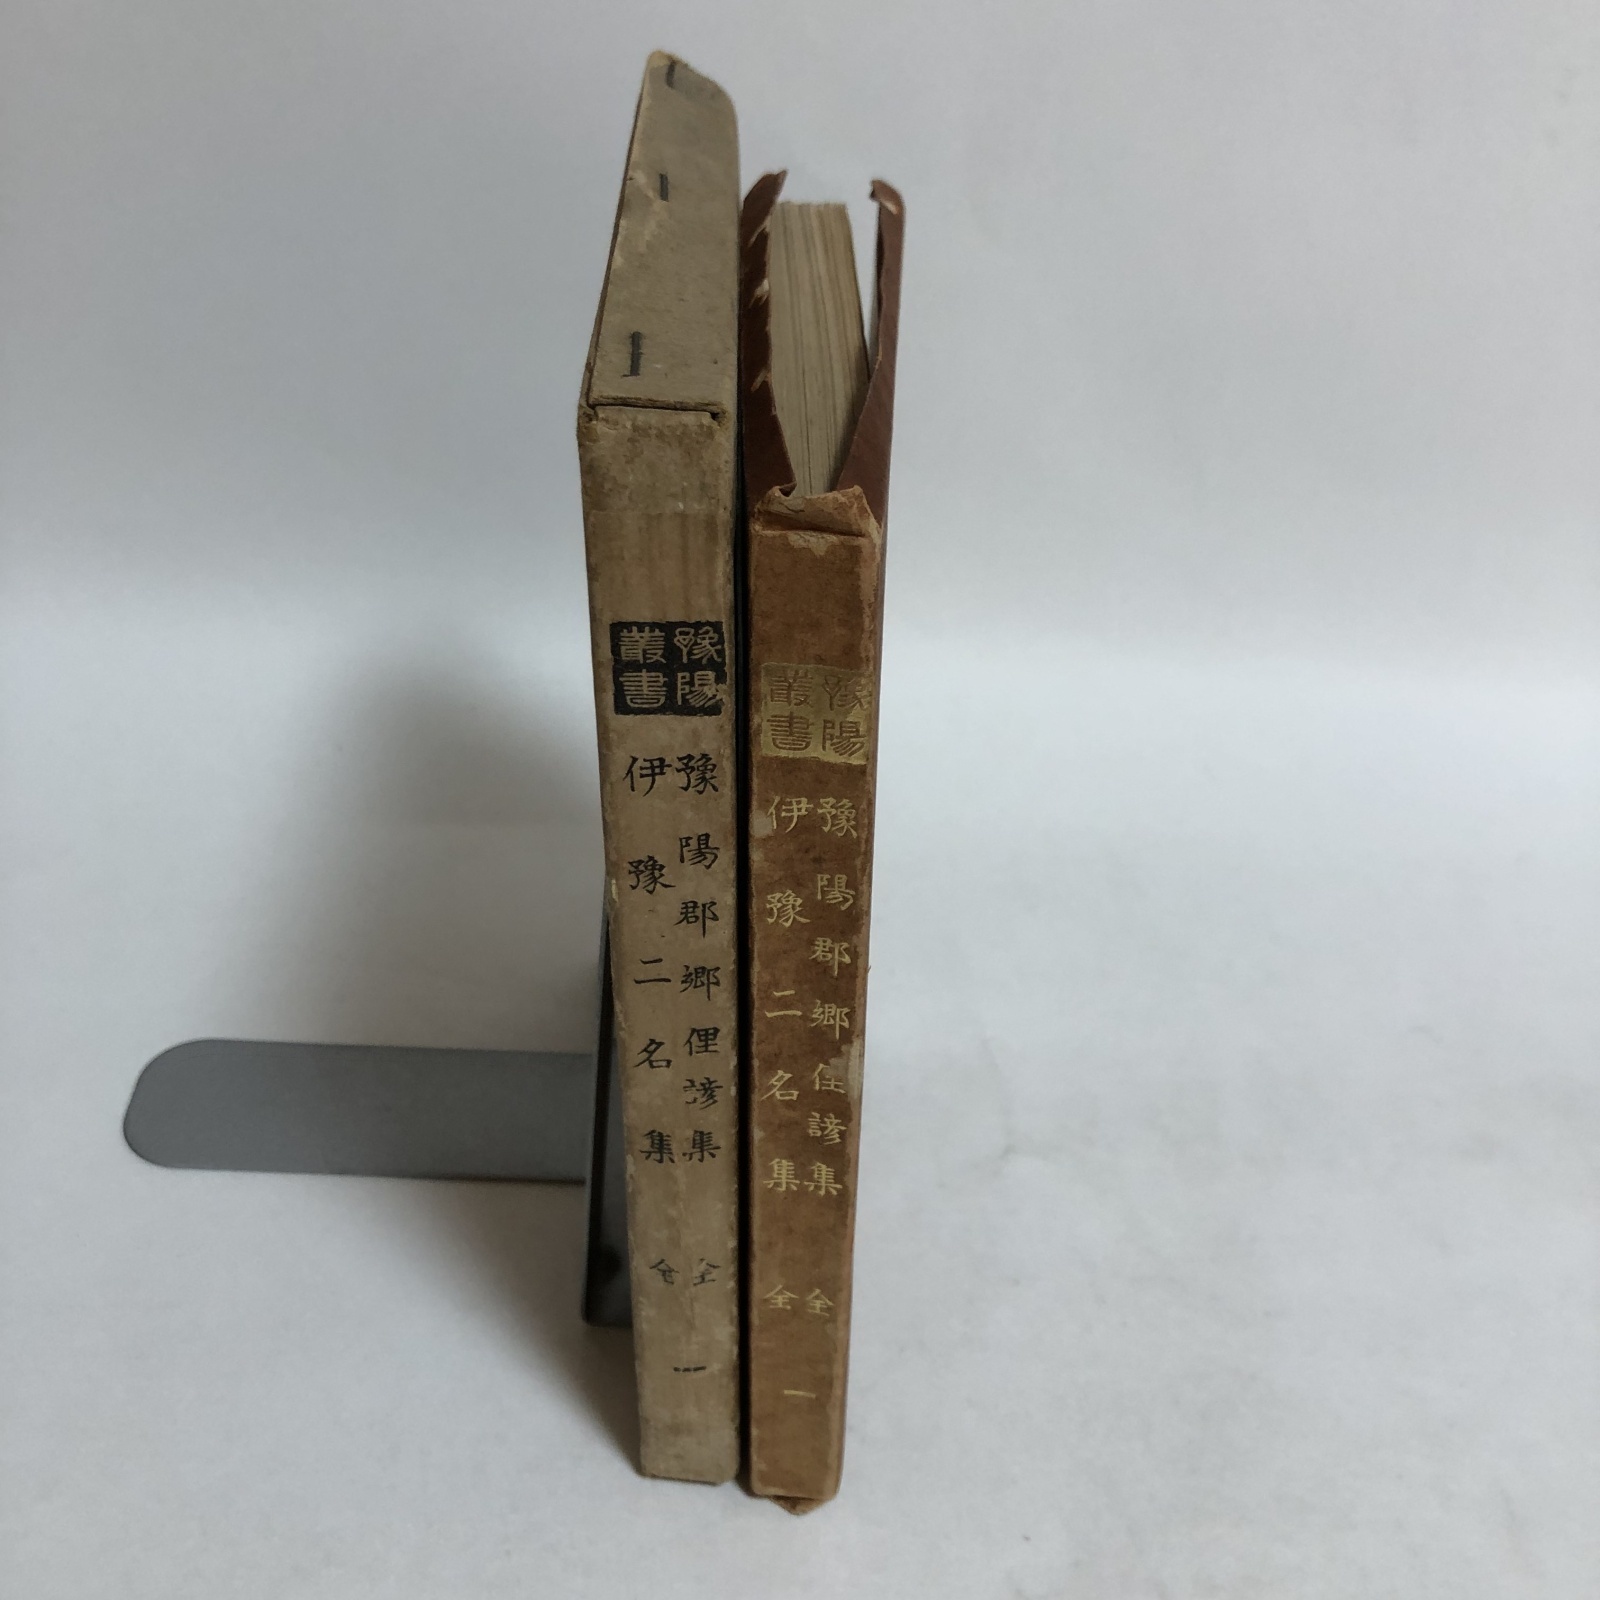 豫陽
叢書
豫陽郡郷俚諺集 全
伊豫二名集 全
一
豫陽
叢書
豫陽郡郷俚諺集 全
伊豫二名集 全
一